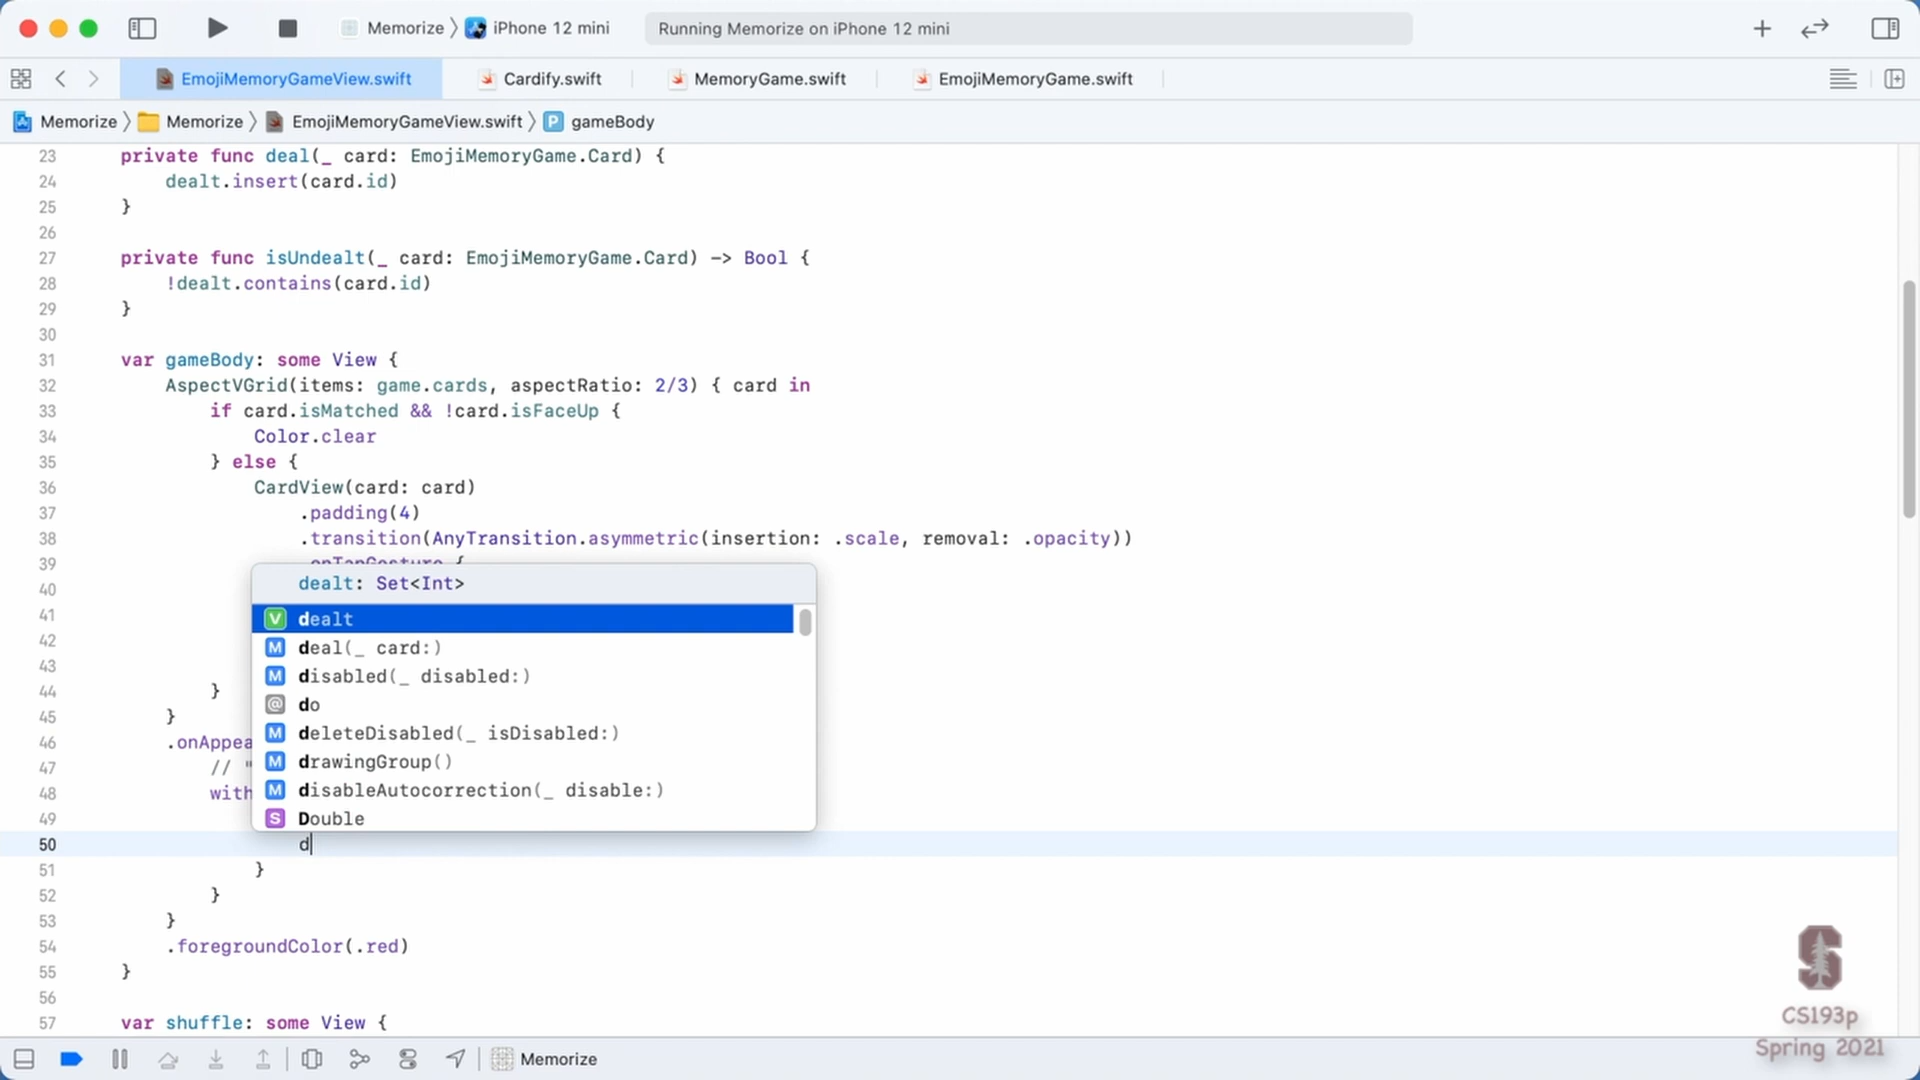 Memorize 〉 iPhone 12 mini
Running Memorize on iPhone 12 mini
EmojiMemoryGameView.swift
Cardify.swift
MemoryGame.swift
EmojiMemoryGame.swift
Memorize 〉 Memorize 〉 EmojiMemoryGameView.swift 〉 P gameBody
23 private func deal(_ card: EmojiMemoryGame.Card) {
24 dealt.insert(card.id)
25 }
26
27 private func isUndealt(_ card: EmojiMemoryGame.Card) -> Bool {
28 !dealt.contains(card.id)
29 }
30
31 var gameBody: some View {
32 AspectVGrid(items: game.cards, aspectRatio: 2/3) { card in
33 if card.isMatched && !card.isFaceUp {
34 Color.clear
35 } else {
36 CardView(card: card)
37 .padding(4)
38 .transition(AnyTransition.asymmetric(insertion: .scale, removal: .opacity))
39 .onTapGesture {
dealt: Set<Int>
40
V dealt
41
M deal(_ card:)
42
M disabled(_ disabled:)
43
44 }
@ do
45 }
M deleteDisabled(_ isDisabled:)
46 .onAppea
M drawingGroup()
47 // "
M disableAutocorrection(_ disable:)
48 with
S Double
49
50 d
51 }
52 }
53 }
54 .foregroundColor(.red)
55 }
56
57 var shuffle: some View {
S
CS193p
Spring 2021
Memorize